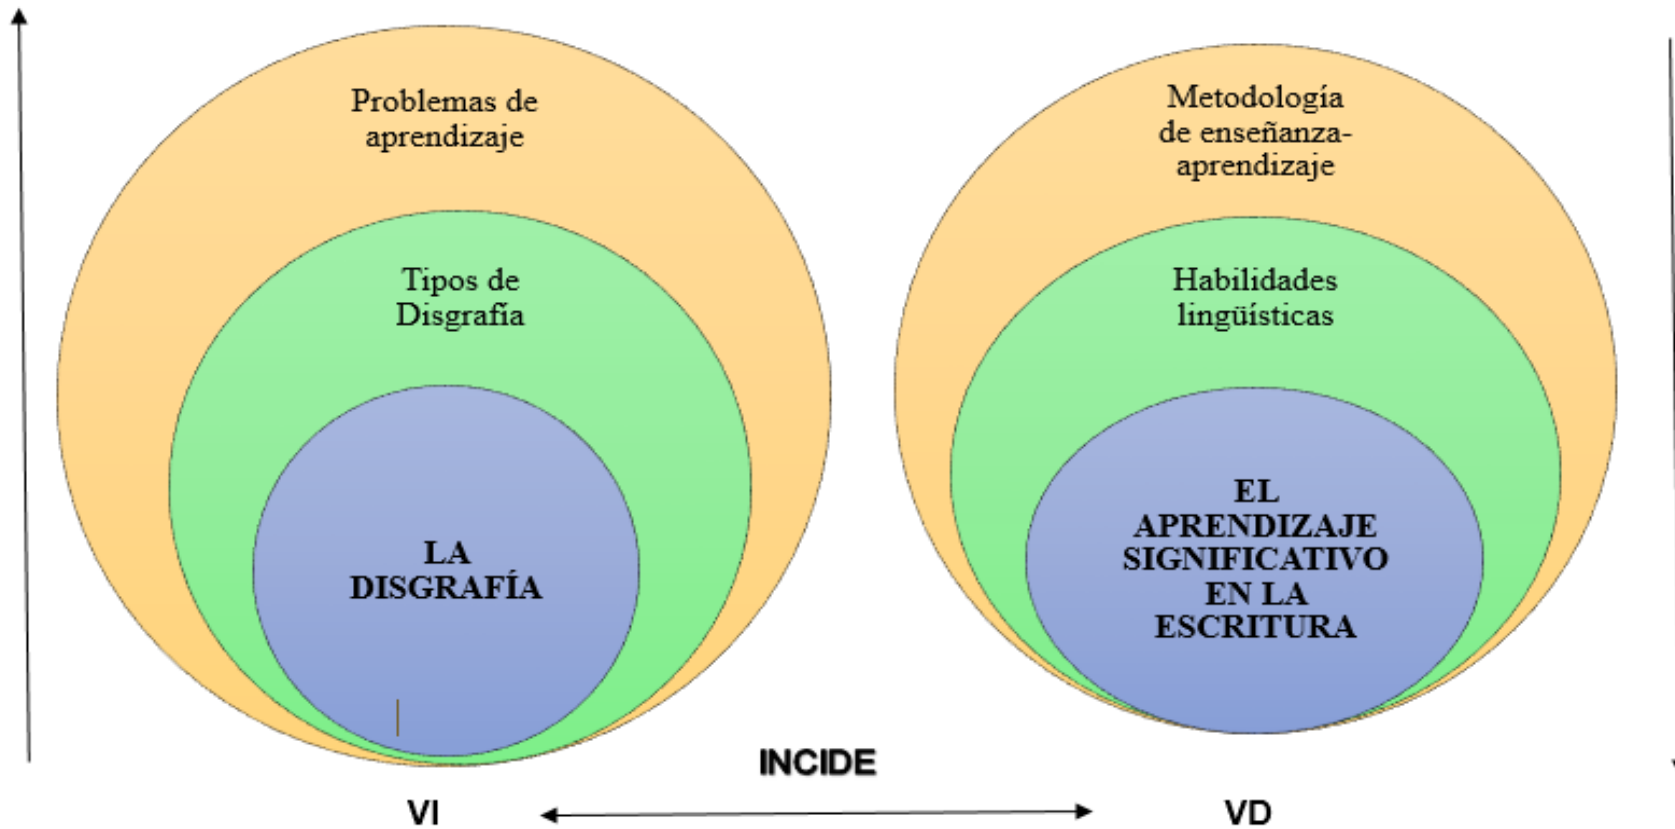 Problemas de
aprendizaje
Tipos de
Disgrafía
LA
DISGRAFÍA
Metodología
de enseñanza-
aprendizaje
Habilidades
lingüísticas
EL
APRENDIZAJE
SIGNIFICATIVO
EN LA
ESCRITURA
INCIDE
VI
VD